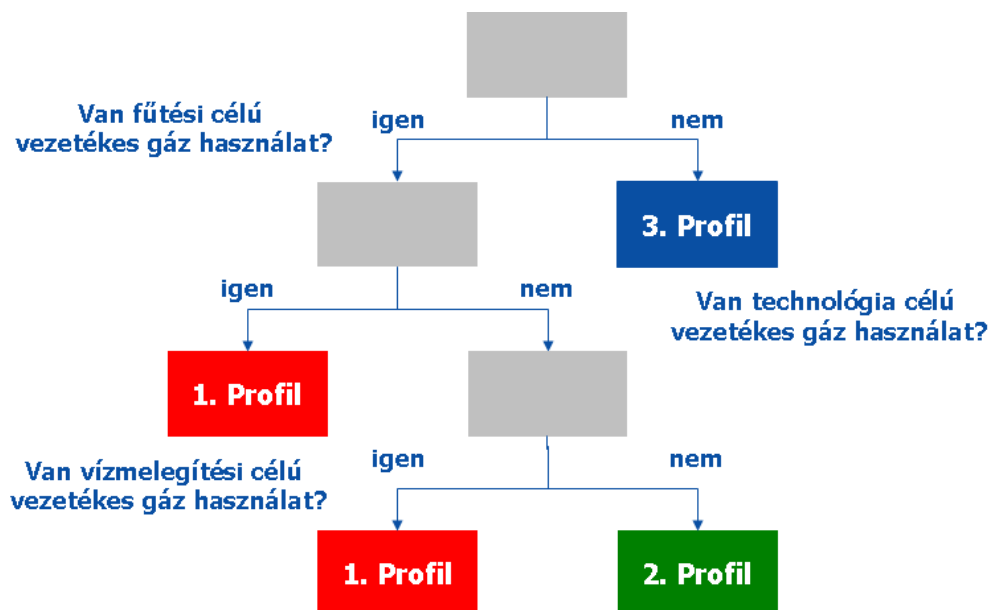 Van fűtési célú
vezetékes gáz használat?
igen
nem
3. Profil
igen
nem
Van technológia célú
vezetékes gáz használat?
1. Profil
Van vízmelegítési célú
vezetékes gáz használat?
igen
nem
1. Profil
2. Profil